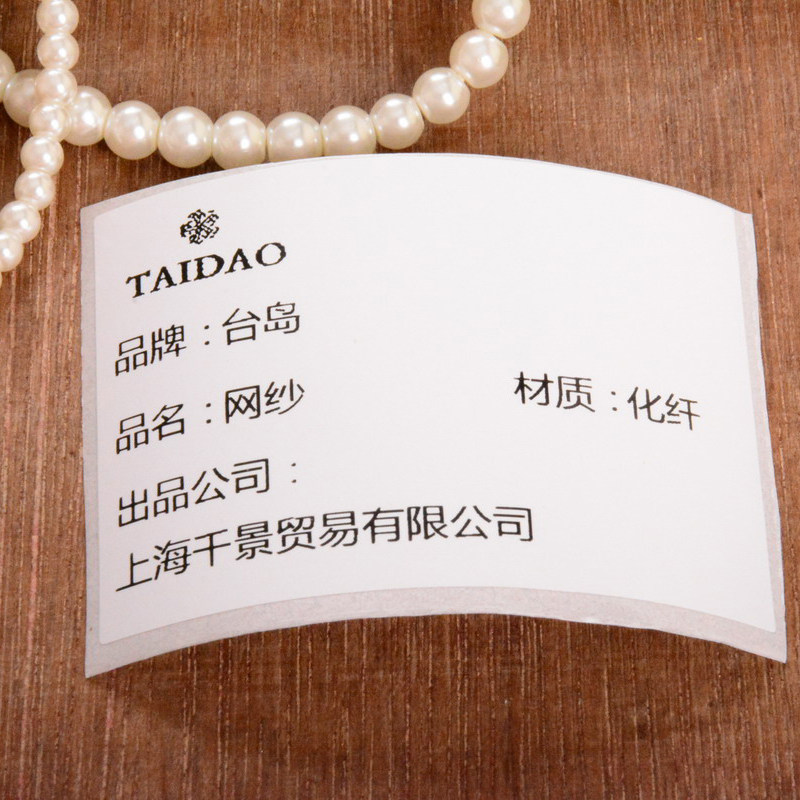 TAIDAO
品牌：台岛
品名：网纱 材质：化纤
出品公司：
上海千景贸易有限公司